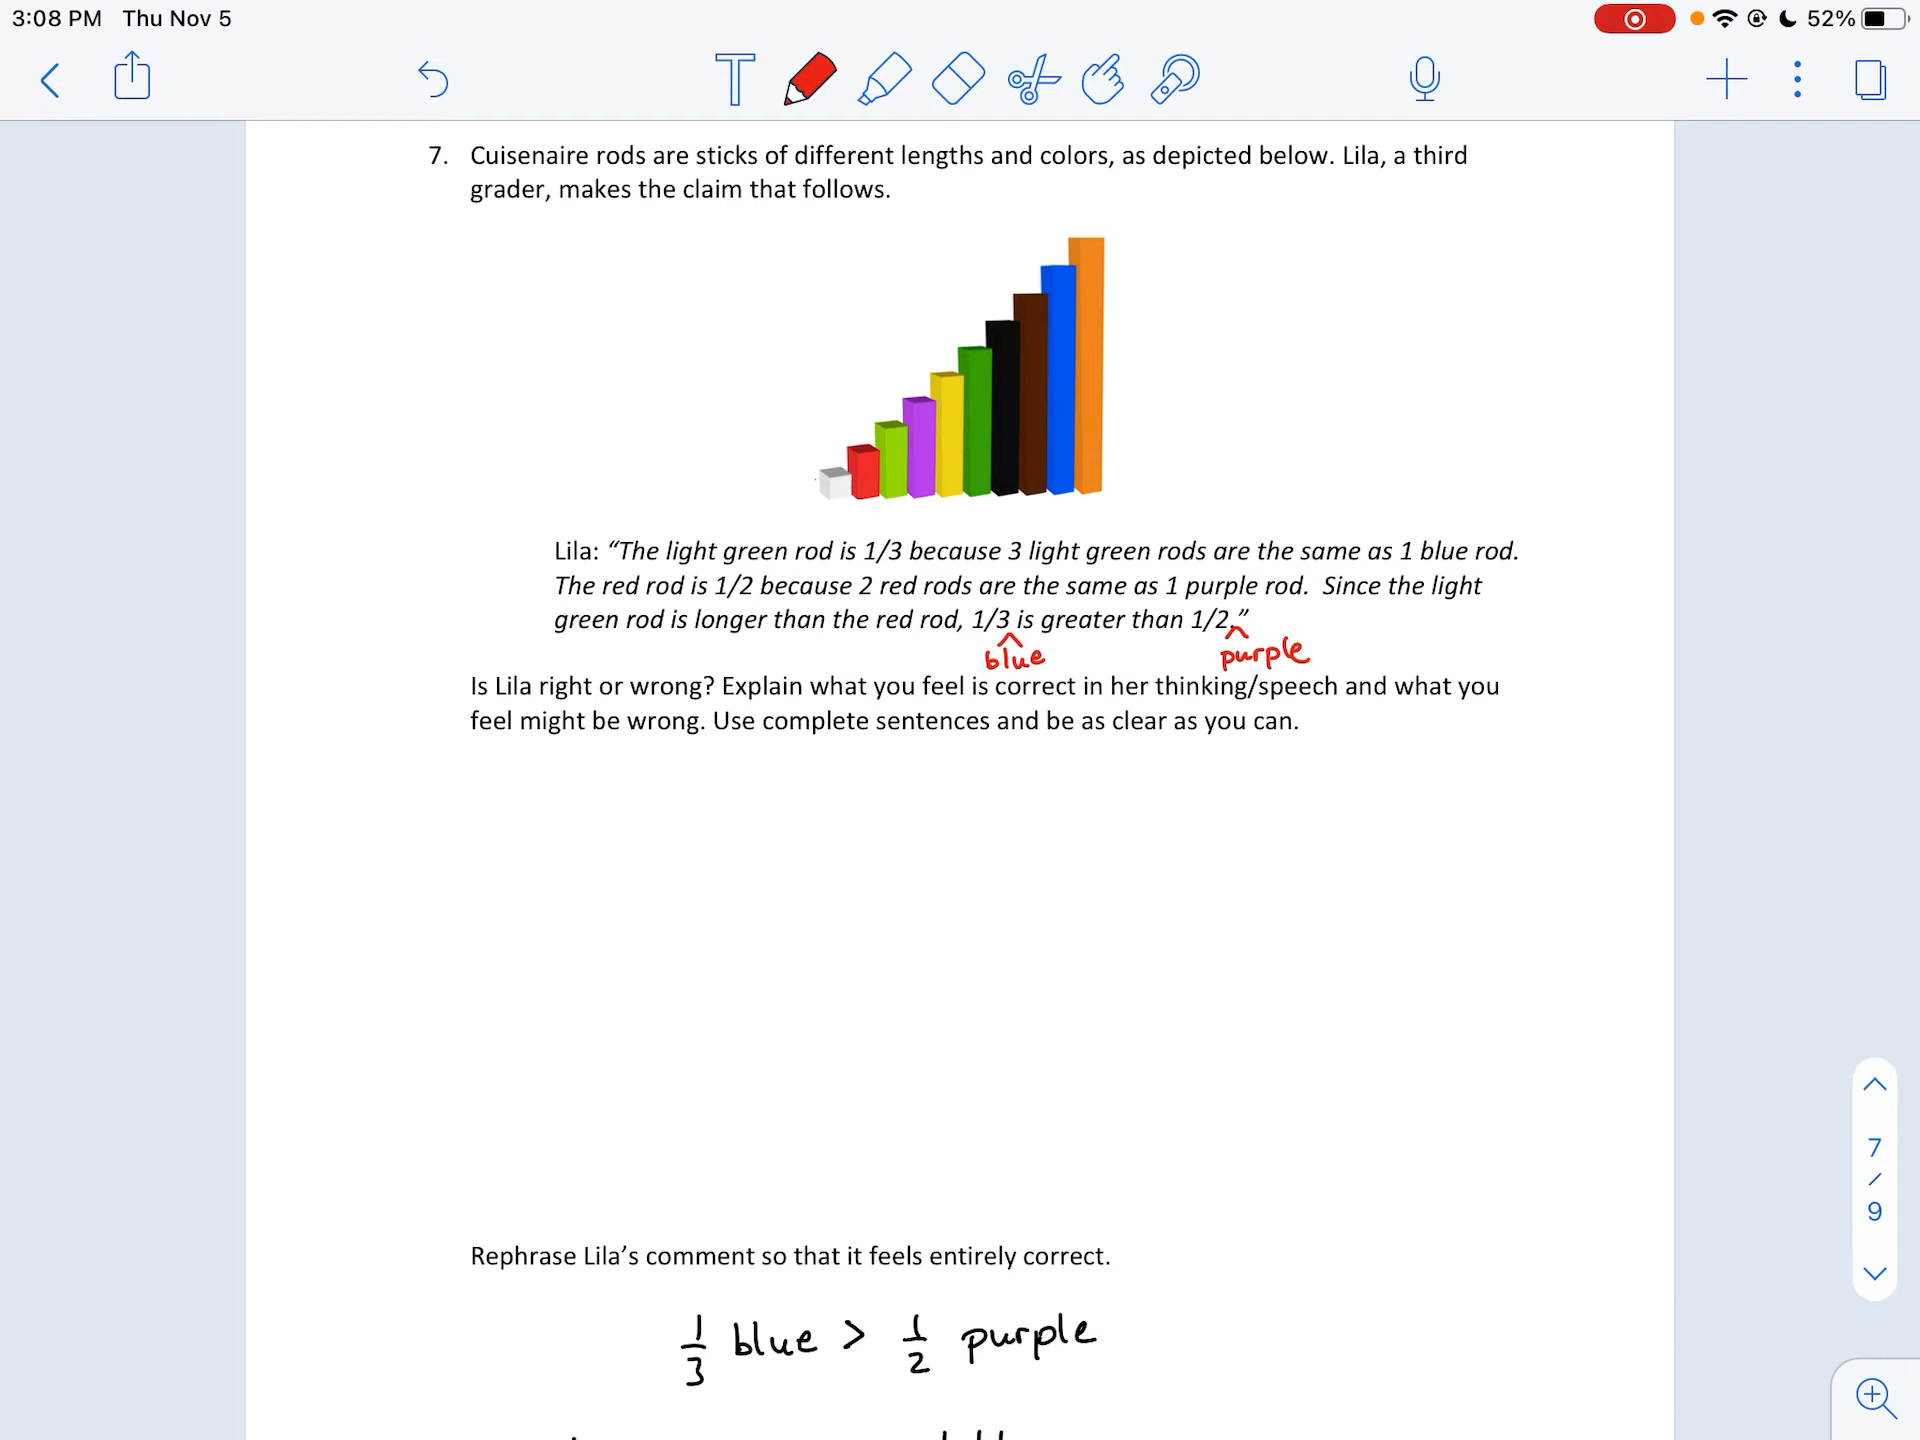 3:08 PM Thu Nov 5
52%
T
7. Cuisenaire rods are sticks of different lengths and colors, as depicted below. Lila, a third
grader, makes the claim that follows.
Lila: “The light green rod is 1/3 because 3 light green rods are the same as 1 blue rod.
The red rod is 1/2 because 2 red rods are the same as 1 purple rod. Since the light
green rod is longer than the red rod, 1/3 is greater than 1/2.”
blue purple
Is Lila right or wrong? Explain what you feel is correct in her thinking/speech and what you
feel might be wrong. Use complete sentences and be as clear as you can.
7
/
9
Rephrase Lila’s comment so that it feels entirely correct.
1/3 blue > 1/2 purple